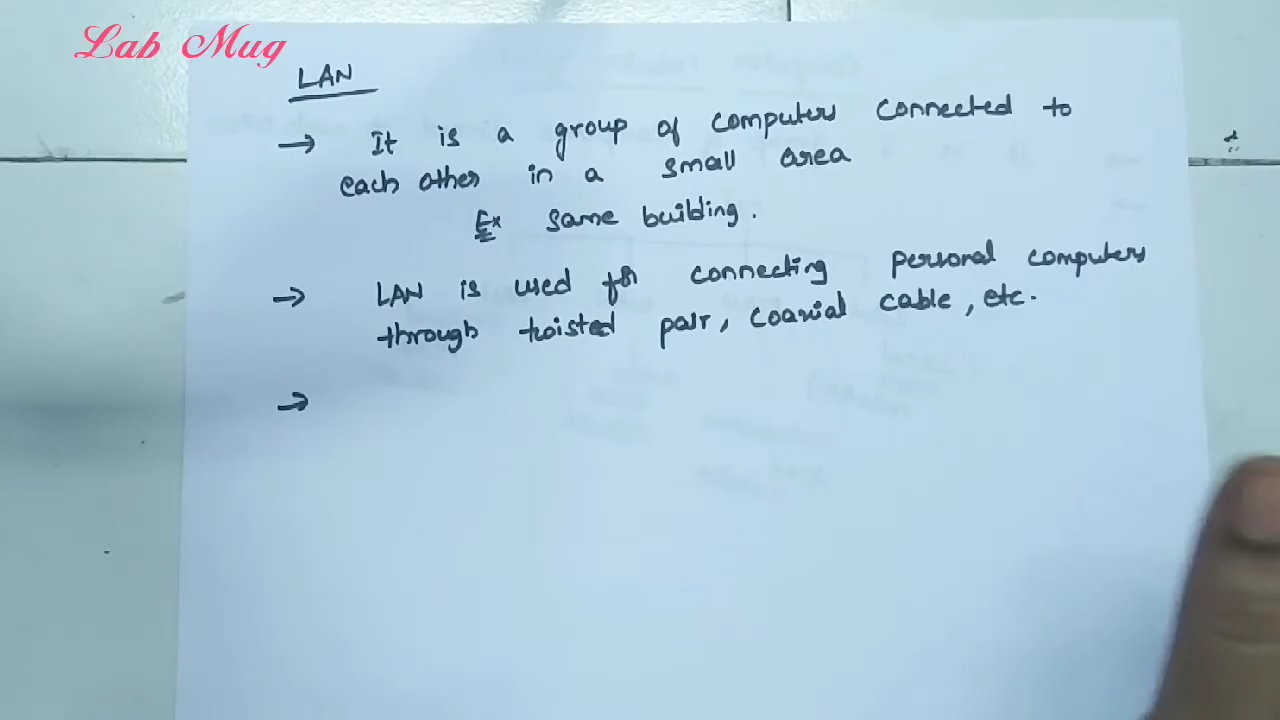 Lab Mug
LAN
→ It is a group of computers connected to
each other in a small area
Ex same building.
→ LAN is used for connecting personal computers
through twisted pair, coaxial cable, etc.
→